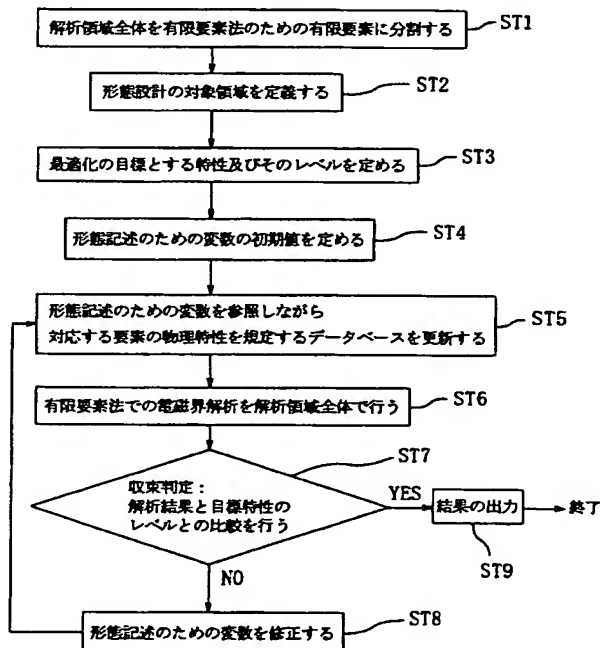 解析領域全体を有限要素法のための有限要素に分割する
ST1
形態設計の対象領域を定義する
ST2
最適化の目標とする特性及びそのレベルを定める
ST3
形態記述のための変数の初期値を定める
ST4
形態記述のための変数を参照しながら
対応する要素の物理特性を規定するデータベースを更新する
ST5
有限要素法での電磁界解析を解析領域全体で行う
ST6
ST7
収束判定：
解析結果と目標特性の
レベルとの比較を行う
YES
結果の出力
終了
ST9
NO
形態記述のための変数を修正する
ST8